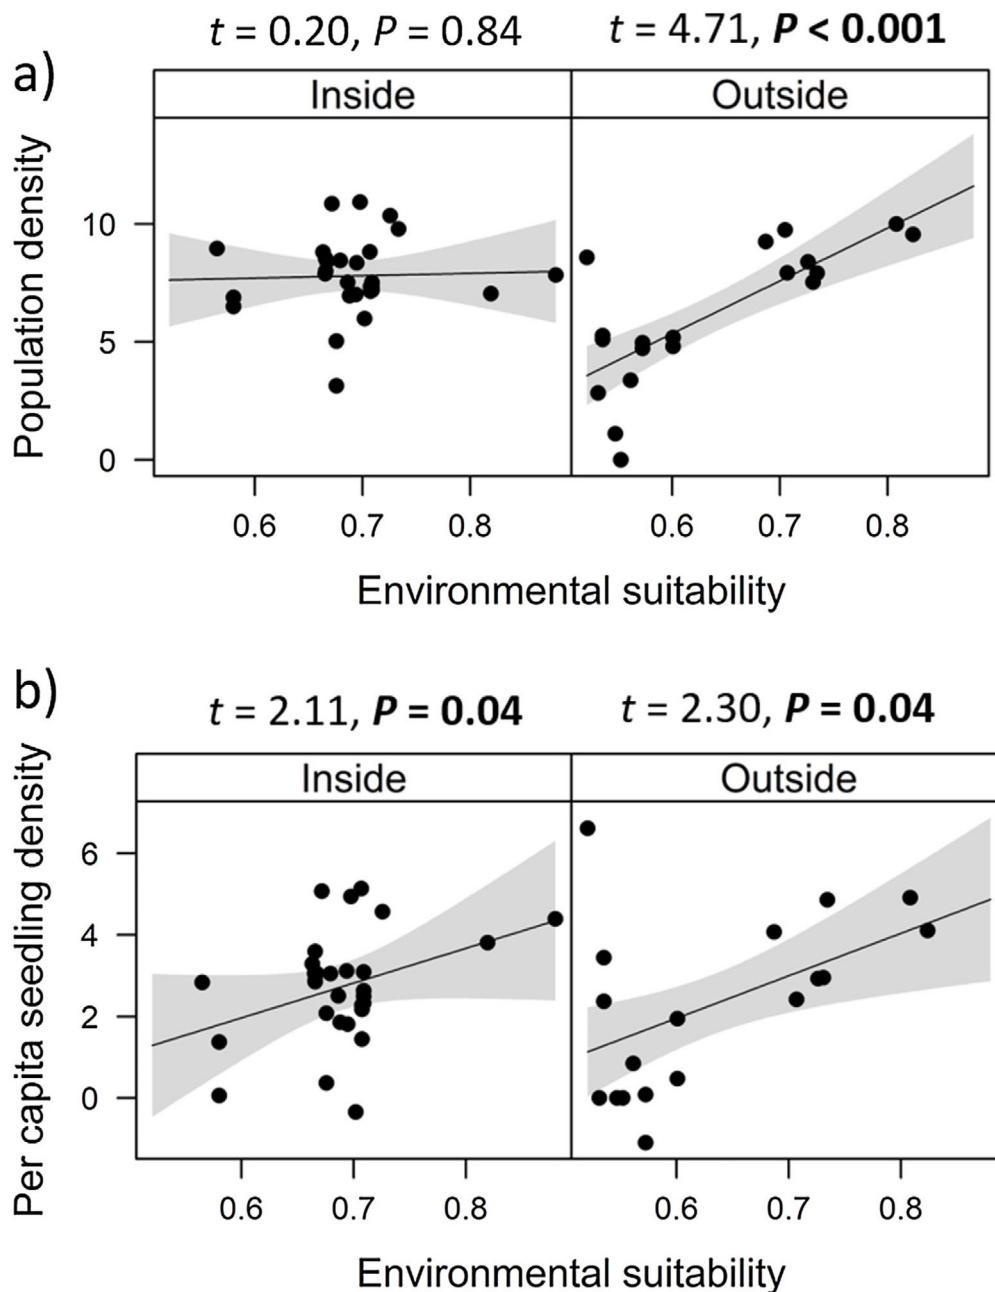 a)
t = 0.20, P = 0.84 t = 4.71, P < 0.001
Inside Outside
Population density
10
5
0
0.6 0.7 0.8 0.6 0.7 0.8
Environmental suitability
b)
t = 2.11, P = 0.04 t = 2.30, P = 0.04
Inside Outside
Per capita seedling density
6
4
2
0
0.6 0.7 0.8 0.6 0.7 0.8
Environmental suitability